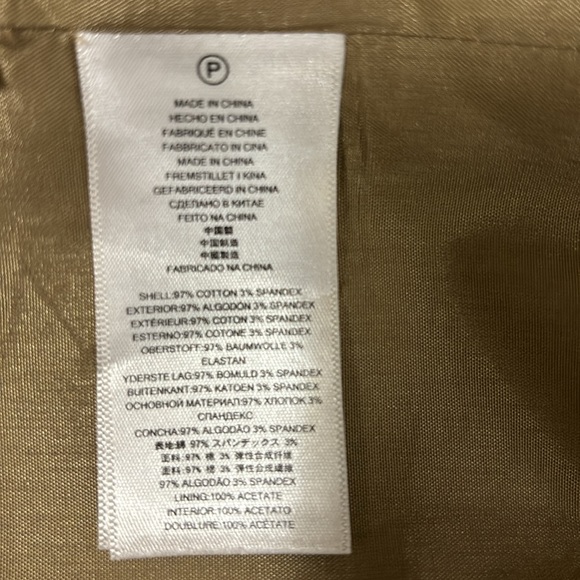 P
MADE IN CHINA
HECHO EN CHINA
FABRIQUÉ EN CHINE
FABBRICATO IN CINA
MADE IN CHINA
FREMSTILLET I KINA
GEFABRICEERD IN CHINA
СДЕЛАНО В КИТАЕ
FEITO NA CHINA
中国製
中国制造
中國製造
FABRICADO NA CHINA
SHELL:97% COTTON 3% SPANDEX
EXTERIOR:97% ALGODÓN 3% SPANDEX
EXTÉRIEUR:97% COTON 3% SPANDEX
ESTERNO:97% COTONE 3% SPANDEX
OBERSTOFF:97% BAUMWOLLE 3%
ELASTAN
YDERSTE LAG:97% BOMULD 3% SPANDEX
BUITENKANT:97% KATOEN 3% SPANDEX
ОСНОВНОЙ МАТЕРИАЛ:97% ХЛОПОК 3%
СПАНДЕКС
CONCHA:97% ALGODÃO 3% SPANDEX
表地:綿 97% スパンデックス 3%
面料:97% 棉 3% 弹性合成纤维
面料:97% 棉 3% 彈性合成纖維
97% ALGODÃO 3% SPANDEX
LINING:100% ACETATE
INTERIOR:100% ACETATO
DOUBLURE:100% ACÉTATE